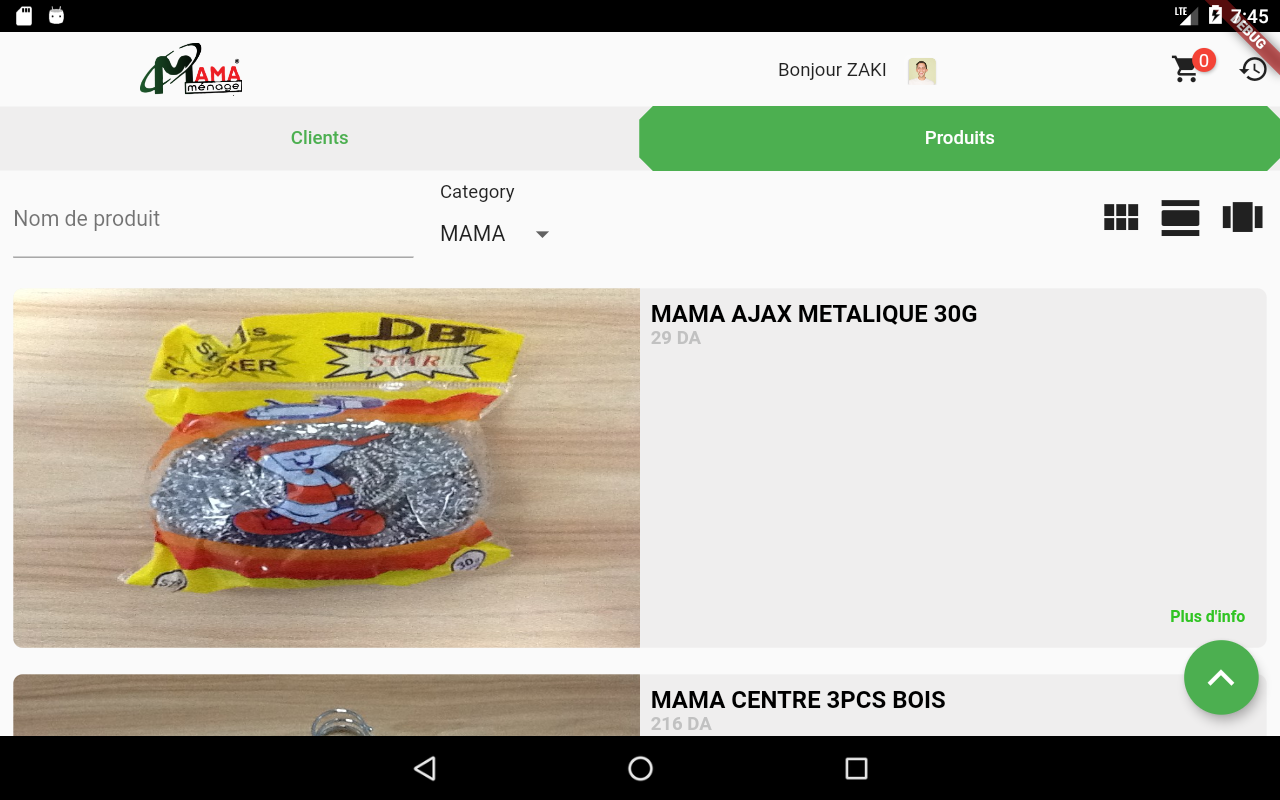 LTE
7:45
DEBUG
MAMA
ménage
Bonjour ZAKI
0
Clients
Produits
Category
Nom de produit
MAMA
DB
STAR
30
MAMA AJAX METALIQUE 30G
29 DA
Plus d'info
MAMA CENTRE 3PCS BOIS
216 DA